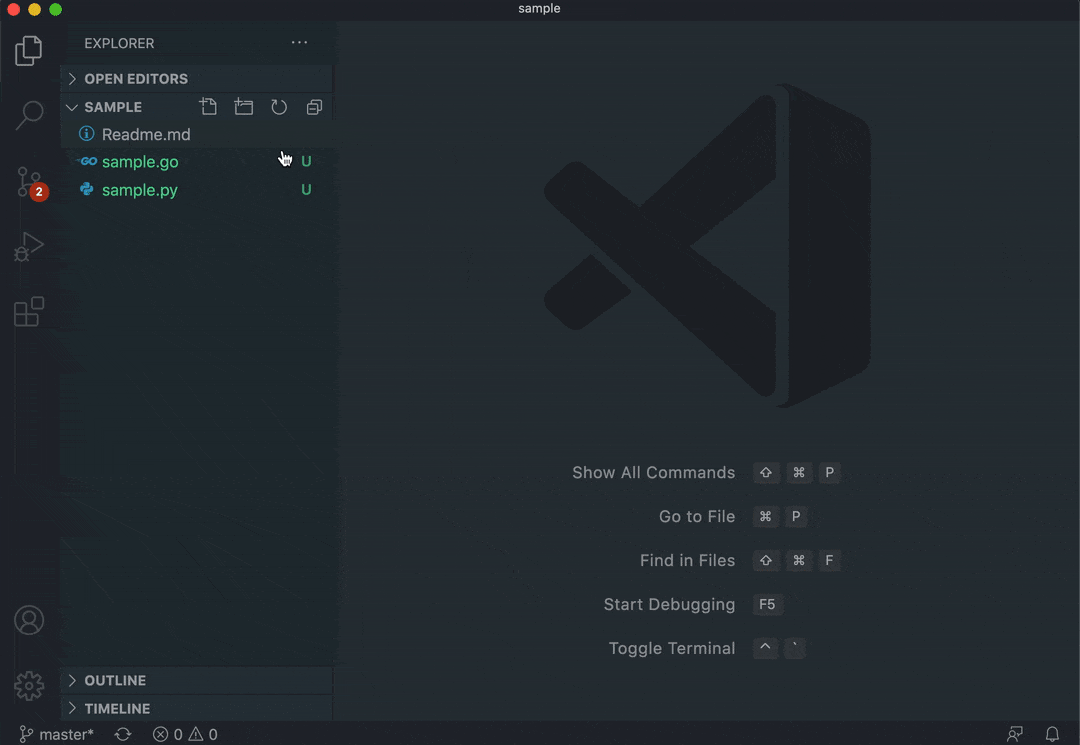 sample
EXPLORER
OPEN EDITORS
SAMPLE
Readme.md
GO sample.go U
sample.py U
2
Show All Commands ⇧ ⌘ P
Go to File ⌘ P
Find in Files ⇧ ⌘ F
Start Debugging F5
Toggle Terminal ^ `
OUTLINE
TIMELINE
master* 0 0